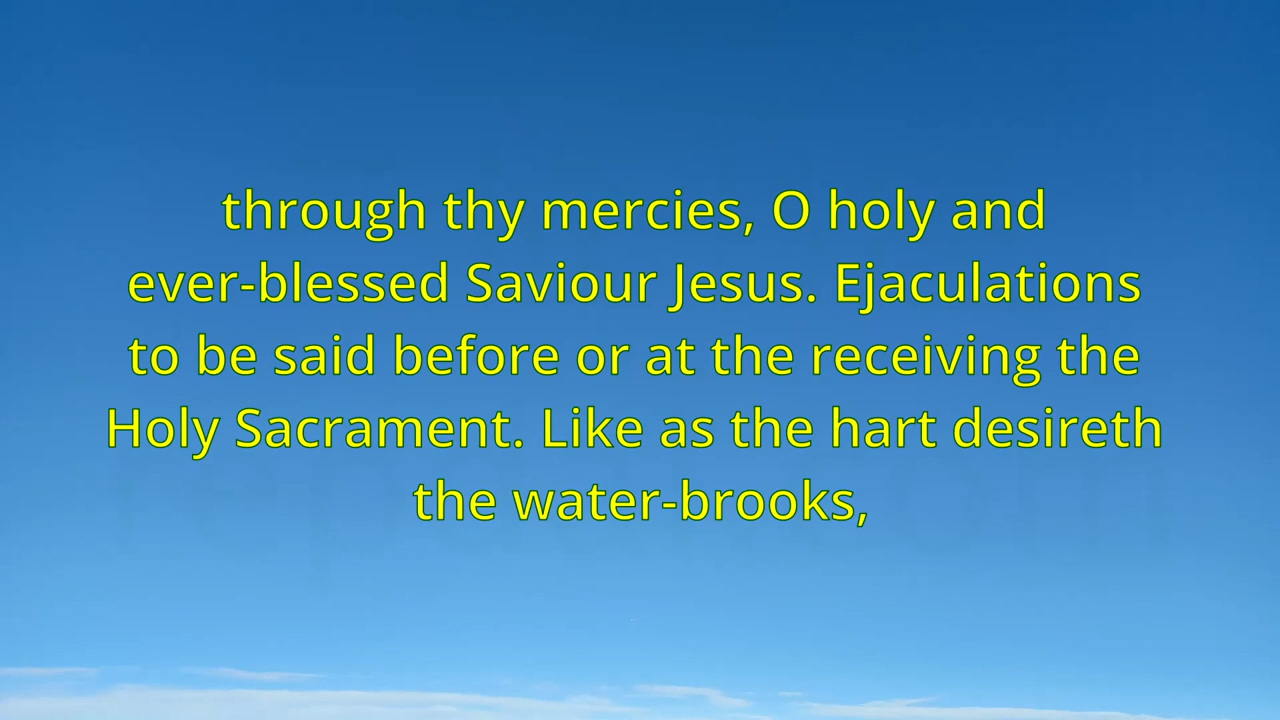 through thy mercies, O holy and
ever-blessed Saviour Jesus. Ejaculations
to be said before or at the receiving the
Holy Sacrament. Like as the hart desireth
the water-brooks,